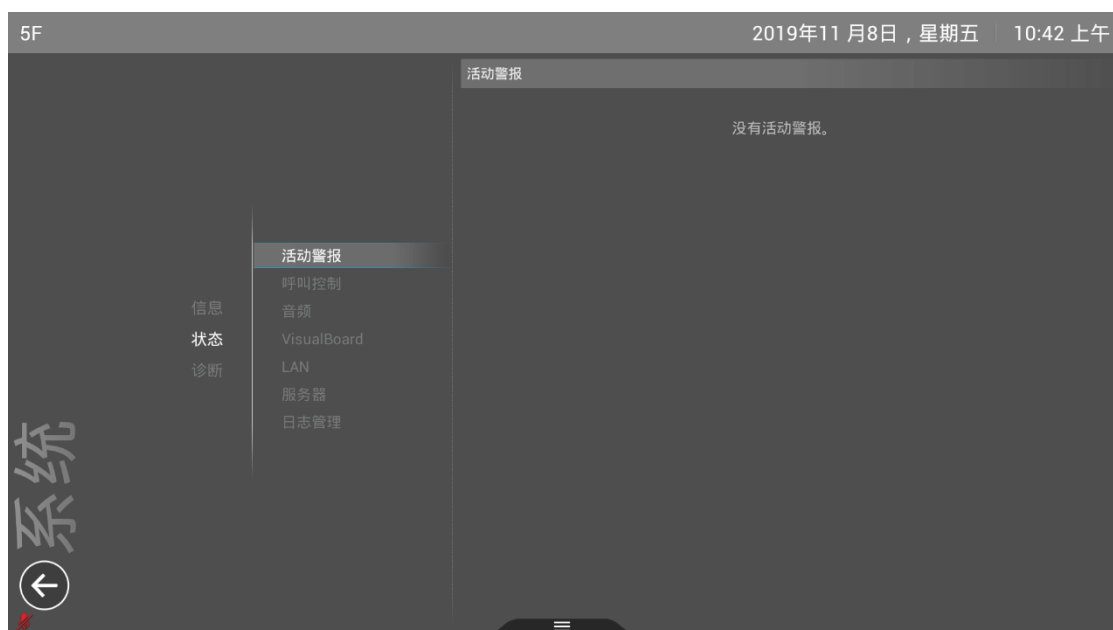 5F
2019年11月8日，星期五 10:42 上午
活动警报
没有活动警报。
活动警报
呼叫控制
音频
VisualBoard
LAN
服务器
日志管理
信息
状态
诊断
系统